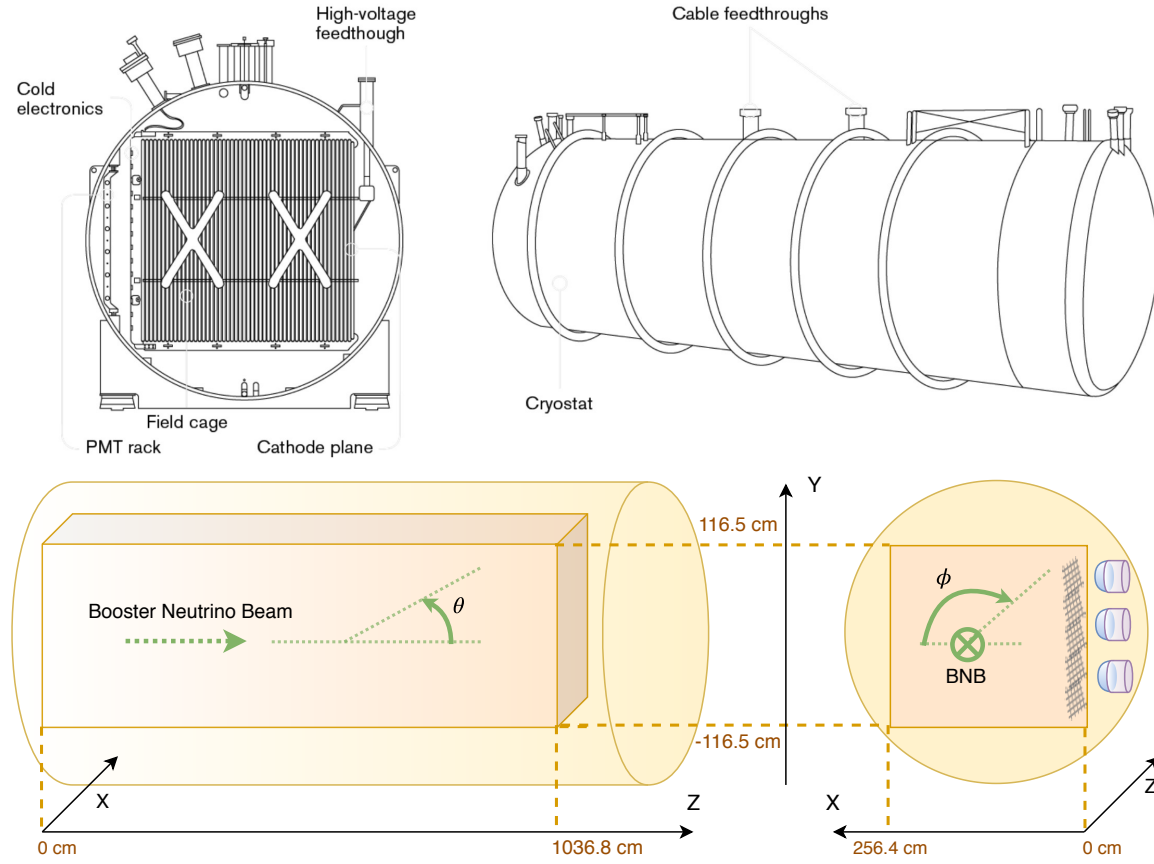 High-voltage
feedthough
Cable feedthroughs
Cold
electronics
Cryostat
Field cage
PMT rack
Cathode plane
Y
116.5 cm
ϕ
θ
Booster Neutrino Beam
BNB
-116.5 cm
X
Z
Z
X
0 cm
1036.8 cm
256.4 cm
0 cm